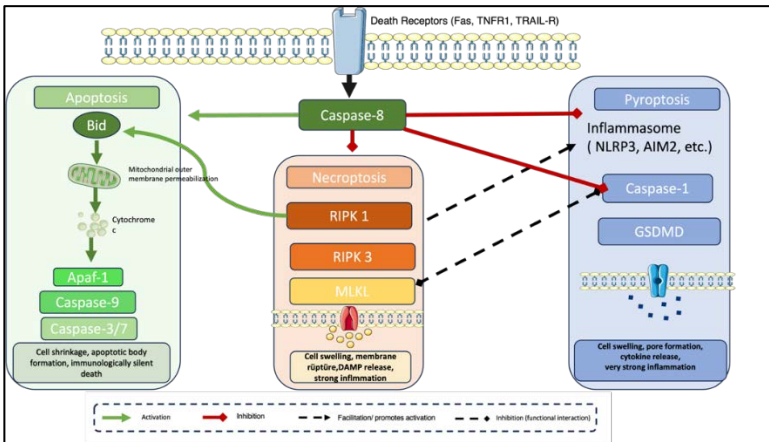 Death Receptors (Fas, TNFR1, TRAIL-R)
Apoptosis
Bid
Mitochondrial outer
membrane permeabilization
Cytochrome
c
Apaf-1
Caspase-9
Caspase-3/7
Cell shrinkage, apoptotic body
formation, immunologically silent
death
Caspase-8
Necroptosis
RIPK 1
RIPK 3
MLKL
Cell swelling, membrane
rüptüre,DAMP release,
strong inflmmation
Pyroptosis
Inflammasome
( NLRP3, AIM2, etc.)
Caspase-1
GSDMD
Cell swelling, pore formation,
cytokine release,
very strong inflammation
Activation
Inhibition
Facilitation/ promotes activation
Inhibition (functional interaction)